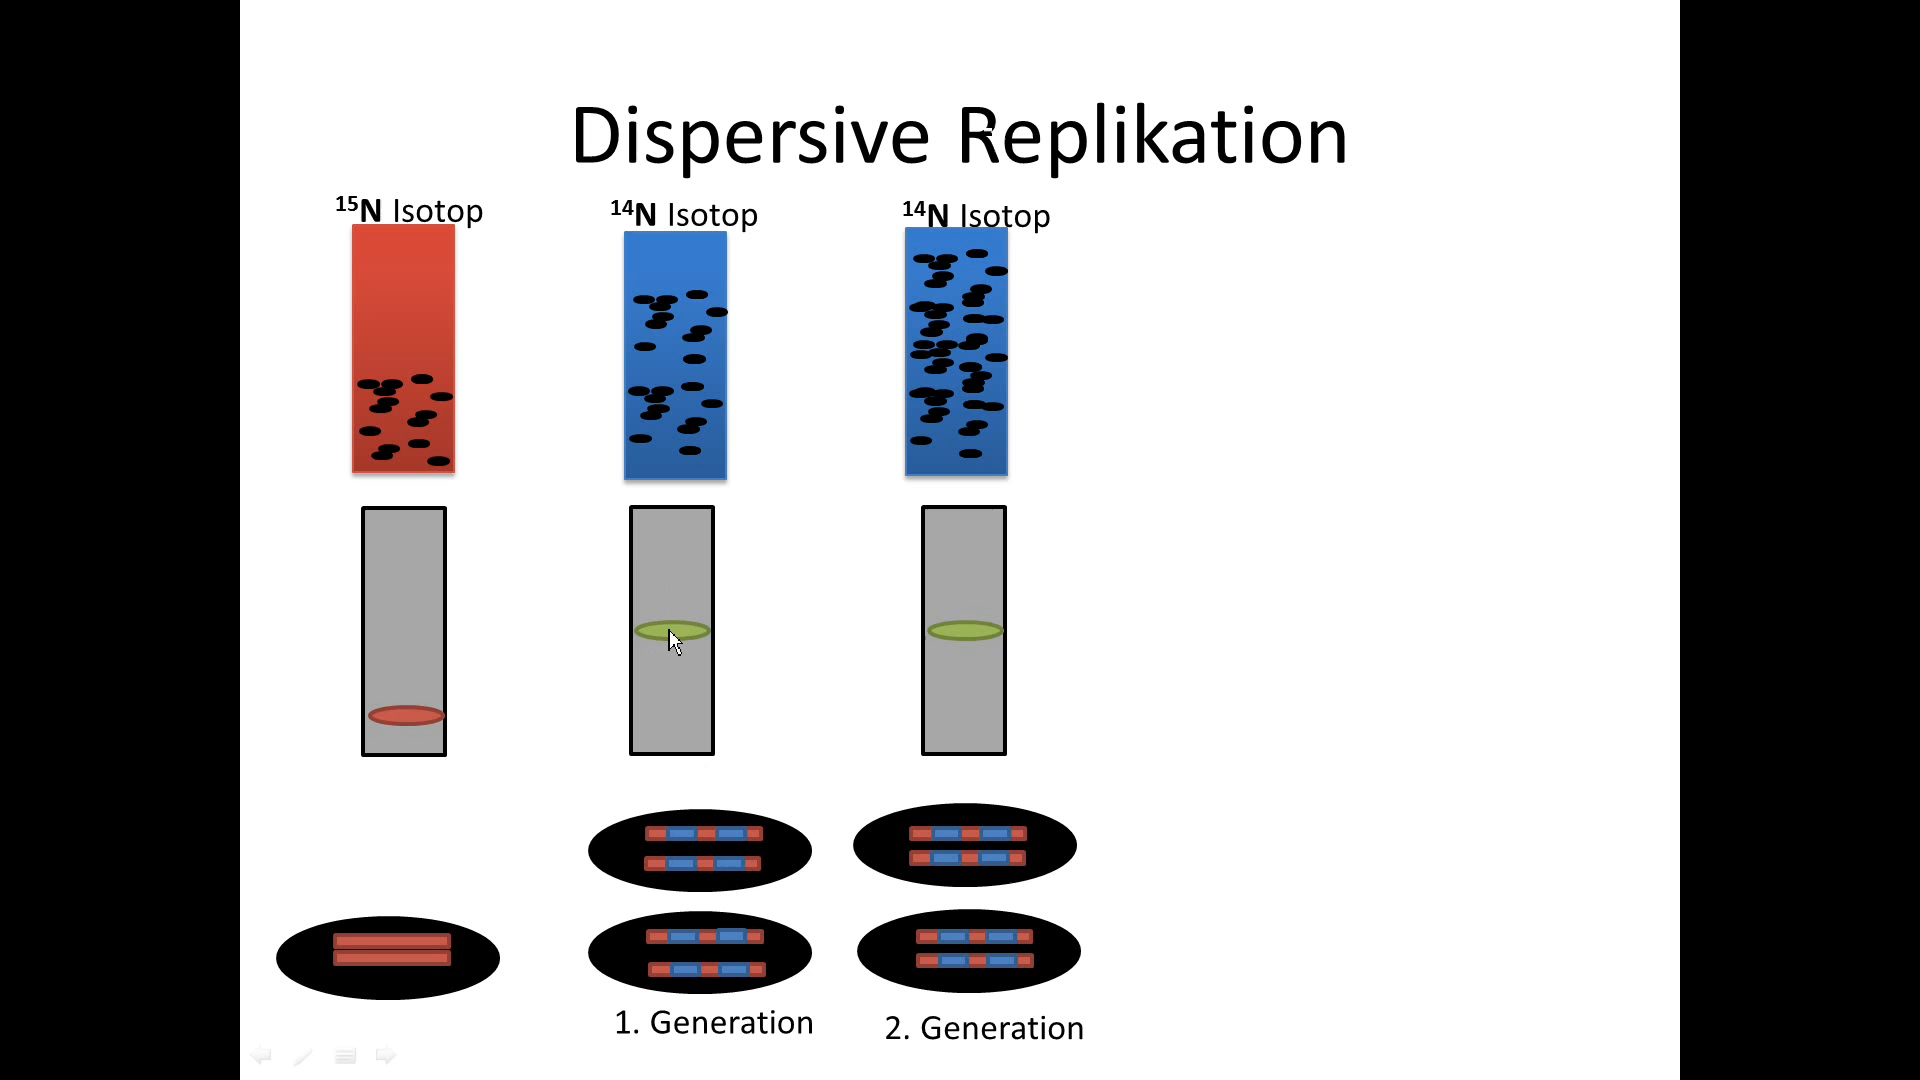 Dispersive Replikation
¹⁵N Isotop
¹⁴N Isotop
¹⁴N Isotop
1. Generation
2. Generation